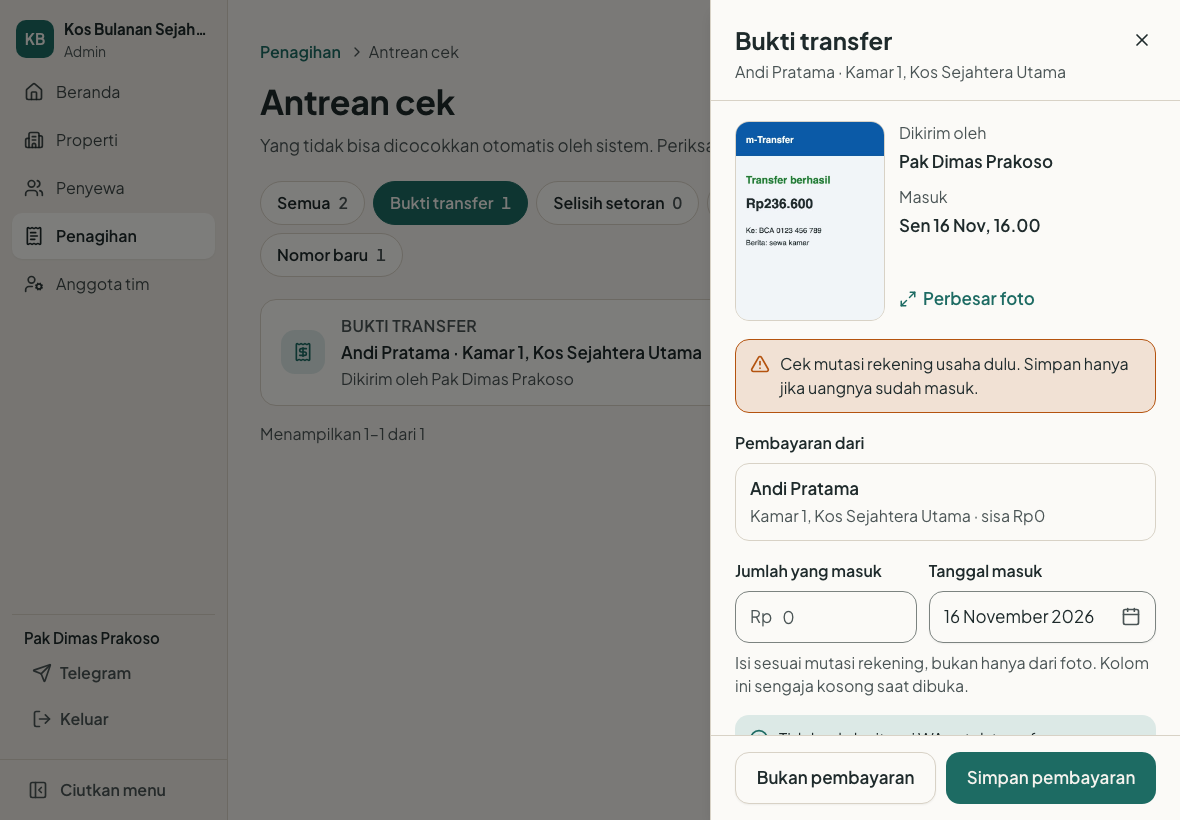 KB
Kos Bulanan Sejah…
Admin
Beranda
Properti
Penyewa
Penagihan
Anggota tim
Pak Dimas Prakoso
Telegram
Keluar
Ciutkan menu
Penagihan > Antrean cek
Antrean cek
Yang tidak bisa dicocokkan otomatis oleh sistem. Periksa
Semua 2
Bukti transfer 1
Selisih setoran 0
Nomor baru 1
BUKTI TRANSFER
Andi Pratama · Kamar 1, Kos Sejahtera Utama
Dikirim oleh Pak Dimas Prakoso
Menampilkan 1–1 dari 1
Bukti transfer
Andi Pratama · Kamar 1, Kos Sejahtera Utama
m-Transfer
Transfer berhasil
Rp236.600
Ke: BCA 0123 456 789
Berita: sewa kamar
Dikirim oleh
Pak Dimas Prakoso
Masuk
Sen 16 Nov, 16.00
Perbesar foto
Cek mutasi rekening usaha dulu. Simpan hanya
jika uangnya sudah masuk.
Pembayaran dari
Andi Pratama
Kamar 1, Kos Sejahtera Utama · sisa Rp0
Jumlah yang masuk
Rp 0
Tanggal masuk
16 November 2026
Isi sesuai mutasi rekening, bukan hanya dari foto. Kolom
ini sengaja kosong saat dibuka.
Bukan pembayaran
Simpan pembayaran